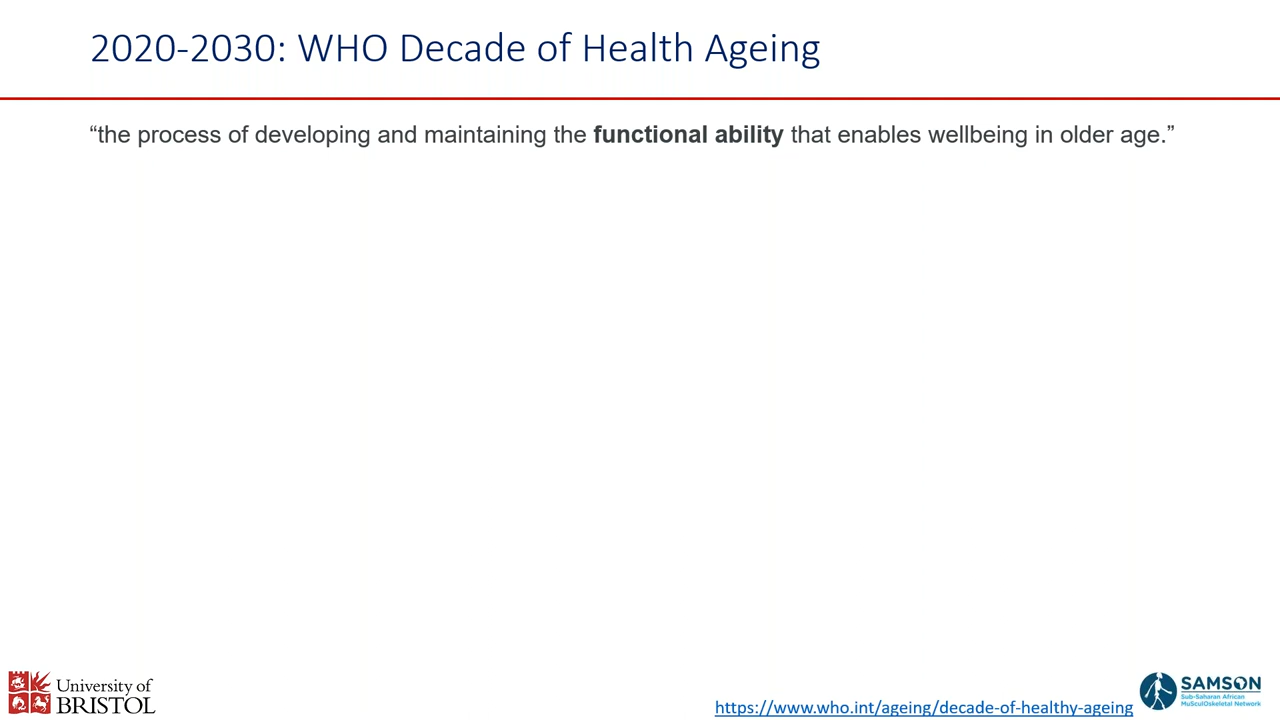 2020-2030: WHO Decade of Health Ageing
“the process of developing and maintaining the functional ability that enables wellbeing in older age.”
University of
BRISTOL
https://www.who.int/ageing/decade-of-healthy-ageing
SAMSON
Sub-Saharan African
MuSculOskeletal Network